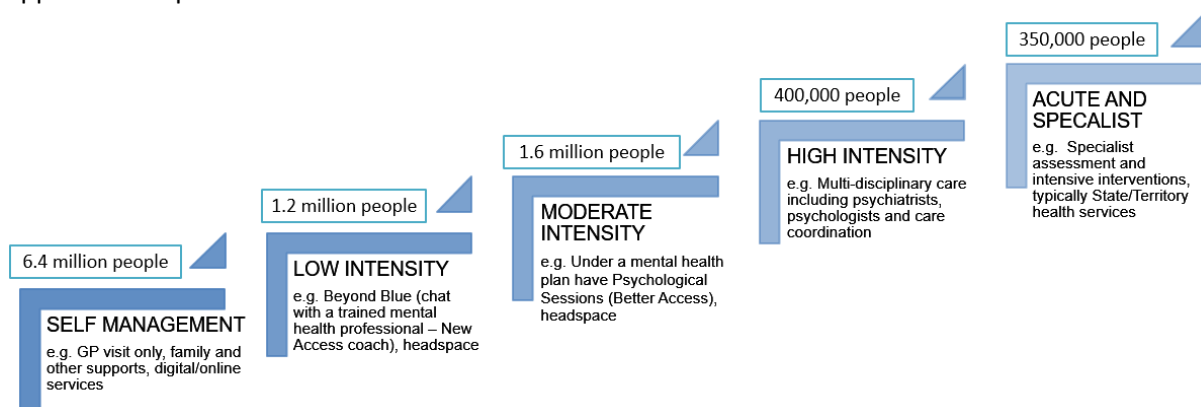 6.4 million people
SELF MANAGEMENT
e.g. GP visit only, family and
other supports, digital/online
services
1.2 million people
LOW INTENSITY
e.g. Beyond Blue (chat
with a trained mental
health professional – New
Access coach), headspace
1.6 million people
MODERATE
INTENSITY
e.g. Under a mental health
plan have Psychological
Sessions (Better Access),
headspace
400,000 people
HIGH INTENSITY
e.g. Multi-disciplinary care
including psychiatrists,
psychologists and care
coordination
350,000 people
ACUTE AND
SPECALIST
e.g. Specialist
assessment and
intensive interventions,
typically State/Territory
health services